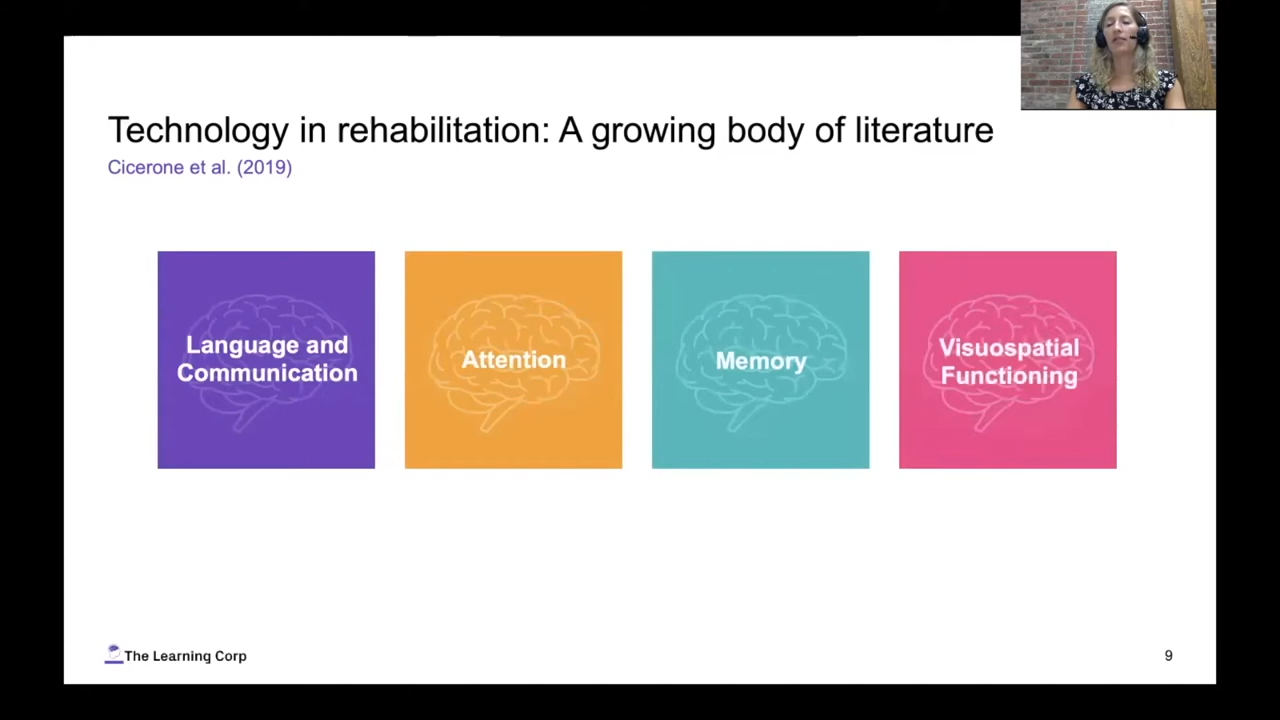 Technology in rehabilitation: A growing body of literature
Cicerone et al. (2019)
Language and
Communication
Attention
Memory
Visuospatial
Functioning
The Learning Corp
9